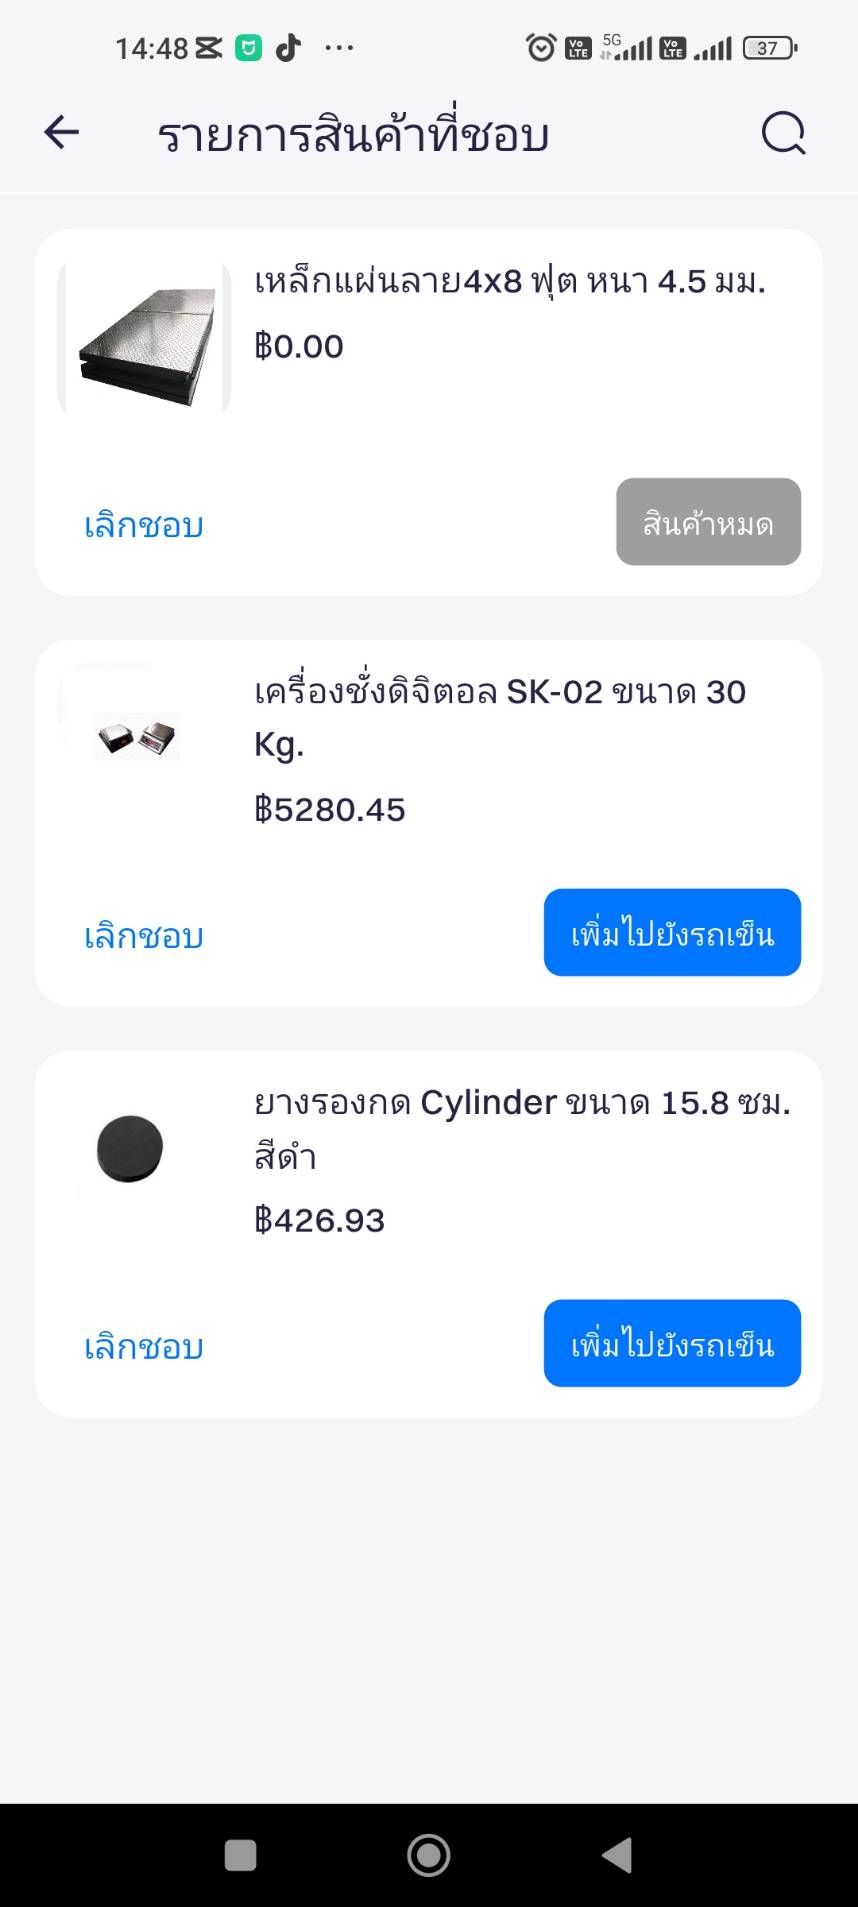 14:48 ... 5G Vo LTE Vo LTE 37
รายการสินค้าที่ชอบ
เหล็กแผ่นลาย4x8 ฟุต หนา 4.5 มม.
฿0.00
เลิกชอบ สินค้าหมด
เครื่องชั่งดิจิตอล SK-02 ขนาด 30
Kg.
฿5280.45
เลิกชอบ เพิ่มไปยังรถเข็น
ยางรองกด Cylinder ขนาด 15.8 ซม.
สีดำ
฿426.93
เลิกชอบ เพิ่มไปยังรถเข็น